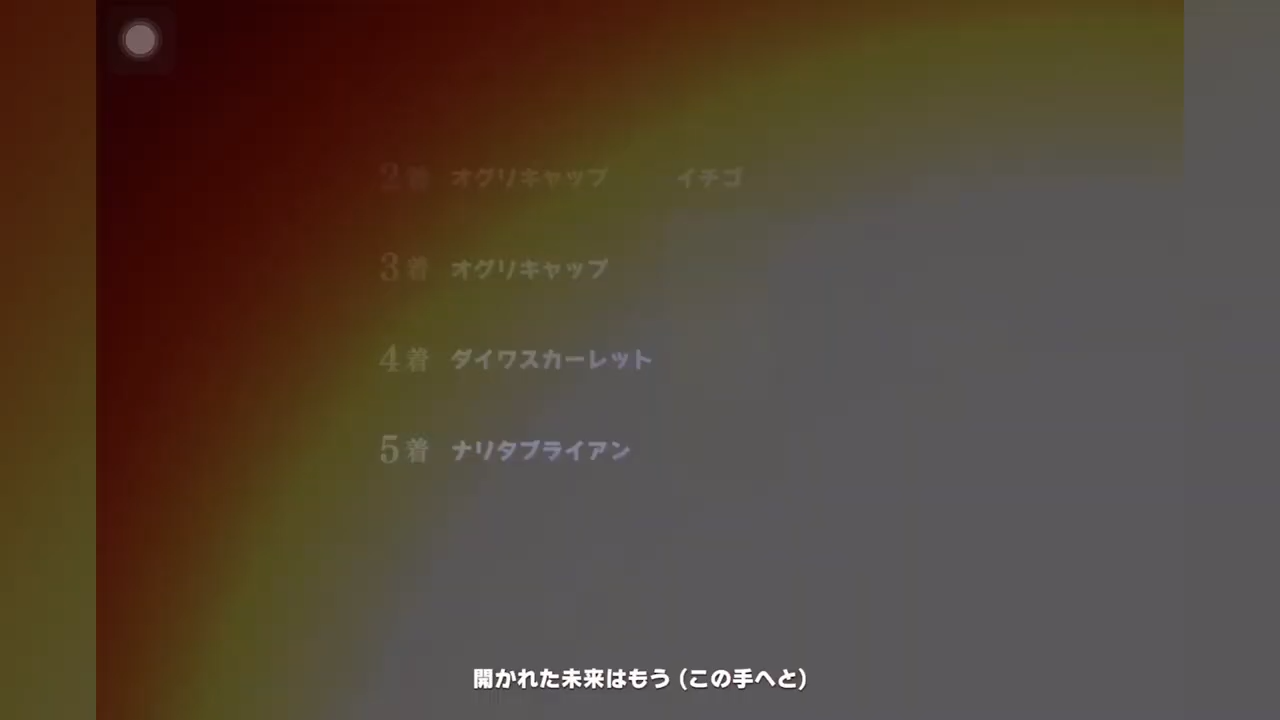 2着 オグリキャップ イチゴ
3着 オグリキャップ
4着 ダイワスカーレット
5着 ナリタブライアン
開かれた未来はもう (この手へと)